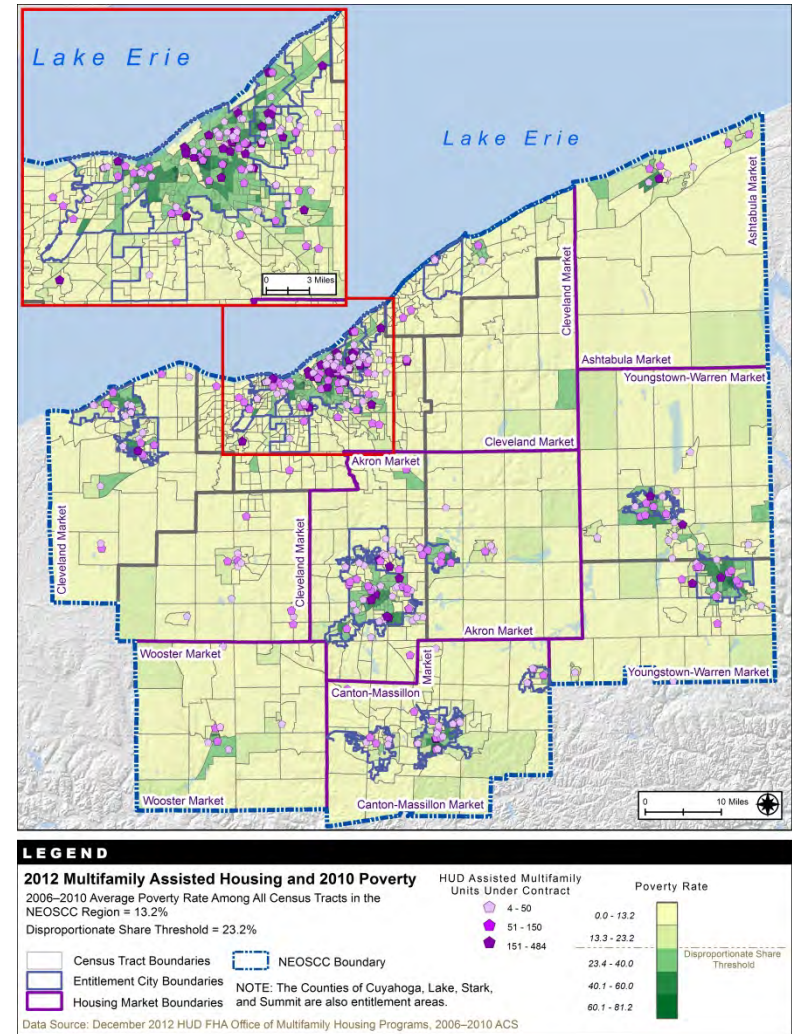 Lake Erie
0 3 Miles
Lake Erie
Ashtabula Market
Cleveland Market
Ashtabula Market
Youngstown-Warren Market
Cleveland Market
Akron Market
Cleveland Market
Cleveland Market
Akron Market
Wooster Market
Market
Youngstown-Warren Market
Canton-Massillon
Wooster Market
Canton-Massillon Market
0 10 Miles
LEGEND
2012 Multifamily Assisted Housing and 2010 Poverty
2006–2010 Average Poverty Rate Among All Census Tracts in the
NEOSCC Region = 13.2%
Disproportionate Share Threshold = 23.2%
Census Tract Boundaries
Entitlement City Boundaries
Housing Market Boundaries
NEOSCC Boundary
NOTE: The Counties of Cuyahoga, Lake, Stark,
and Summit are also entitlement areas.
HUD Assisted Multifamily
Units Under Contract
4 - 50
51 - 150
151 - 484
Poverty Rate
0.0 - 13.2
13.3 - 23.2
23.4 - 40.0
40.1 - 60.0
60.1 - 81.2
Disproportionate Share
Threshold
Data Source: December 2012 HUD FHA Office of Multifamily Housing Programs, 2006–2010 ACS